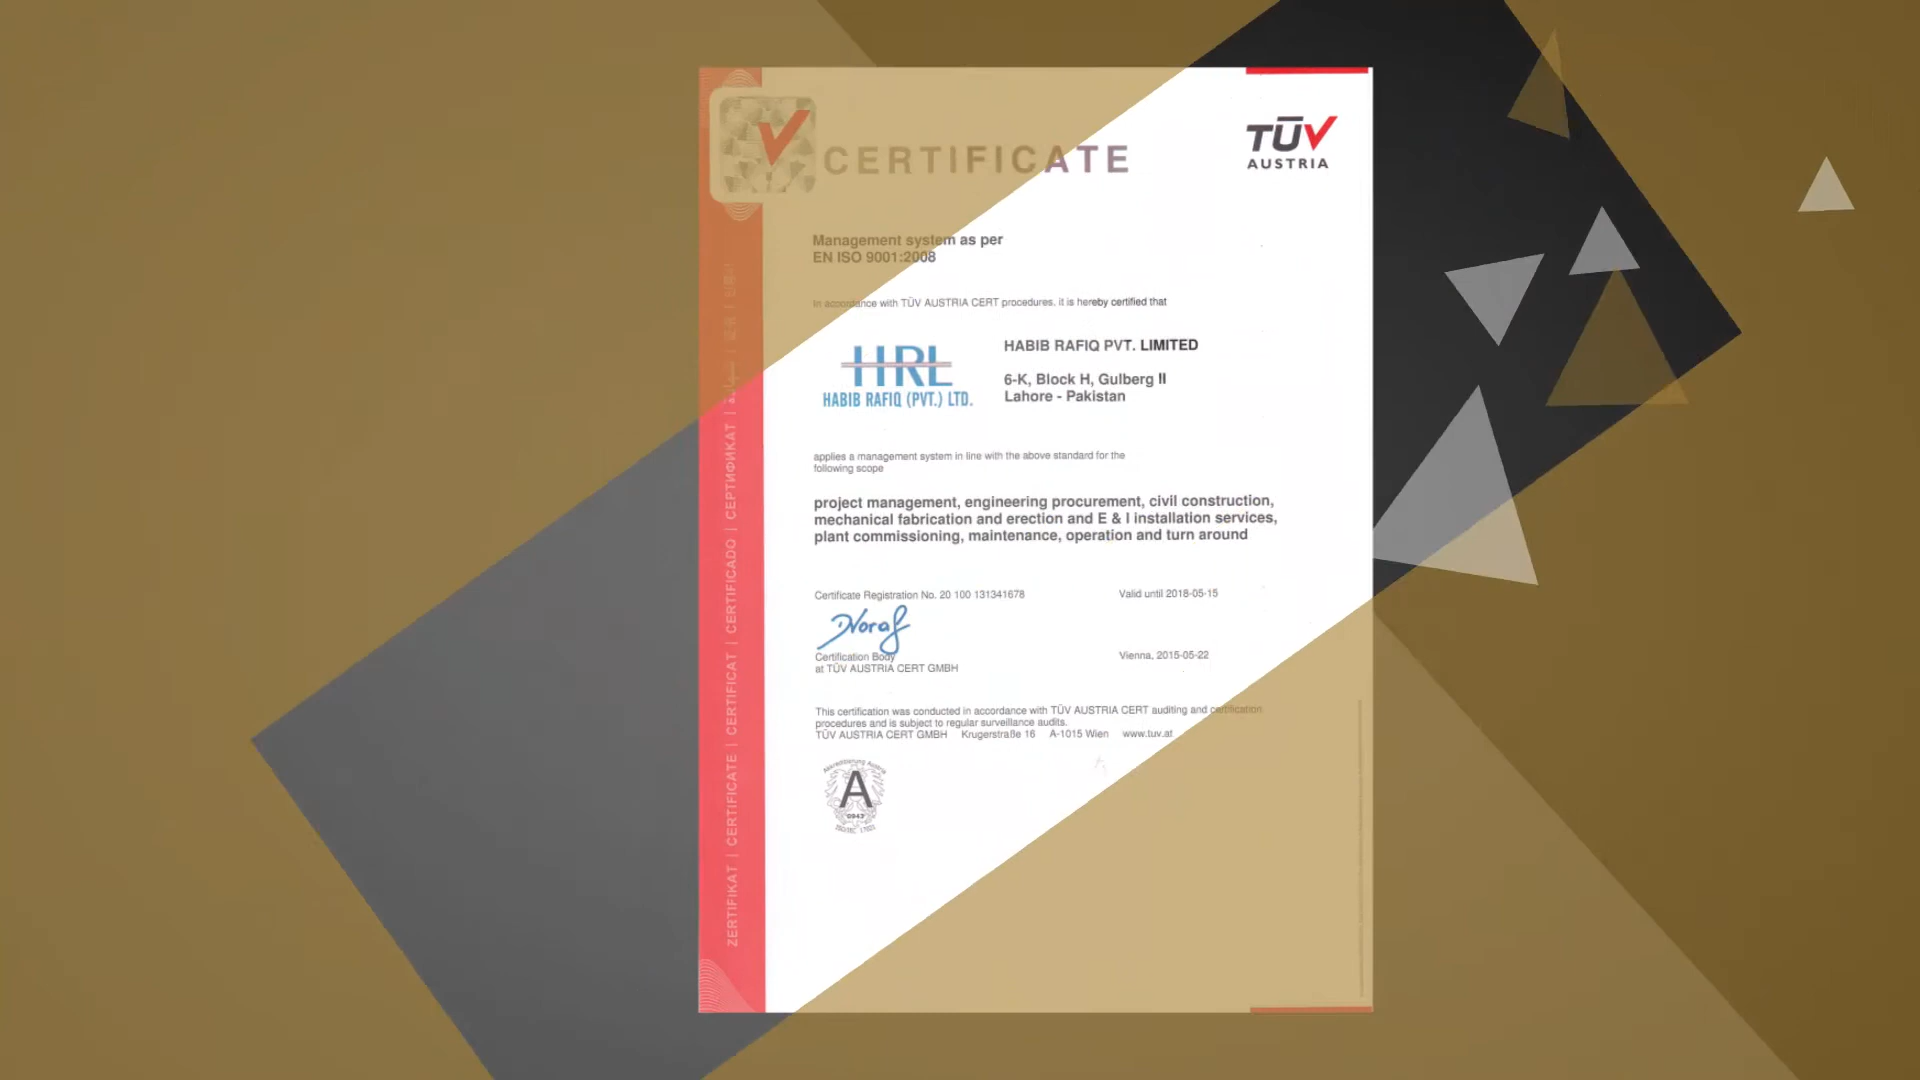 CERTIFICATE
TÜV
AUSTRIA
Management system as per
EN ISO 9001:2008
In accordance with TÜV AUSTRIA CERT procedures, it is hereby certified that
HRL
HABIB RAFIQ (PVT.) LTD.
HABIB RAFIQ PVT. LIMITED
6-K, Block H, Gulberg II
Lahore - Pakistan
applies a management system in line with the above standard for the
following scope
project management, engineering procurement, civil construction,
mechanical fabrication and erection and E & I installation services,
plant commissioning, maintenance, operation and turn around
Certificate Registration No. 20 100 131341678
Valid until 2018-05-15
Certification Body
at TÜV AUSTRIA CERT GMBH
Vienna, 2015-05-22
This certification was conducted in accordance with TÜV AUSTRIA CERT auditing and certification
procedures and is subject to regular surveillance audits.
TÜV AUSTRIA CERT GMBH Krugerstraße 16 A-1015 Wien www.tuv.at
Akkreditierung Austria
A
0943
ZERTIFIKAT | CERTIFICATE | CERTIFICAT | CERTIFICADO | СЕРТИФИКАТ |